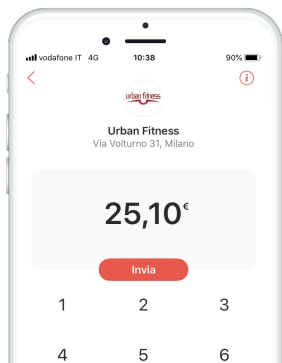 vodafone IT 4G 10:38 90%
i
urban fitness
Urban Fitness
Via Volturno 31, Milano
25,10€
Invia
1 2 3
4 5 6